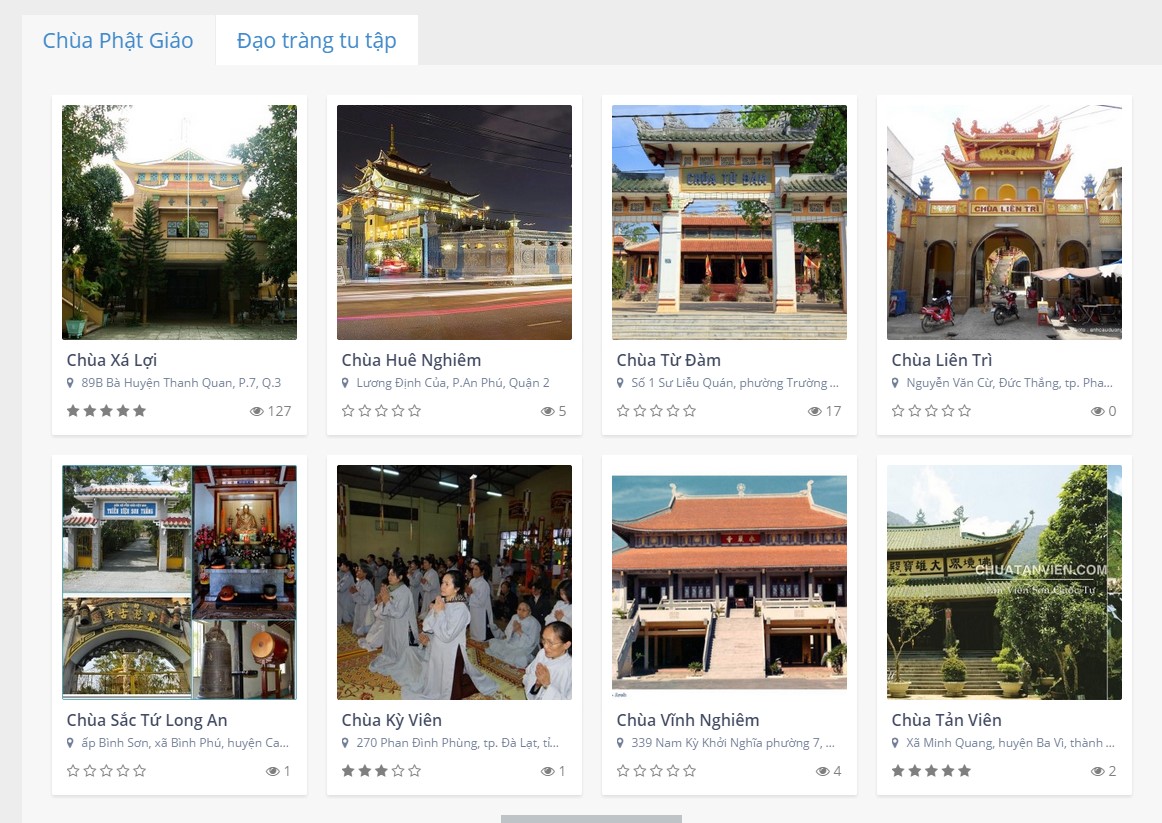 Chùa Phật Giáo
Đạo tràng tu tập
CHÙA TỪ ĐÀM
CHÙA LIÊN TRÌ
Chùa Xá Lợi
89B Bà Huyện Thanh Quan, P.7, Q.3
127
Chùa Huê Nghiêm
Lương Định Của, P.An Phú, Quận 2
5
Chùa Từ Đàm
Số 1 Sư Liễu Quán, phường Trường ...
17
Chùa Liên Trì
Nguyễn Văn Cừ, Đức Thắng, tp. Pha...
0
CHUATANVIEN.COM
Chùa Sắc Tứ Long An
ấp Bình Sơn, xã Bình Phú, huyện Ca...
1
Chùa Kỳ Viên
270 Phan Đình Phùng, tp. Đà Lạt, tỉ...
1
Chùa Vĩnh Nghiêm
339 Nam Kỳ Khởi Nghĩa phường 7, ...
4
Chùa Tản Viên
Xã Minh Quang, huyện Ba Vì, thành ...
2